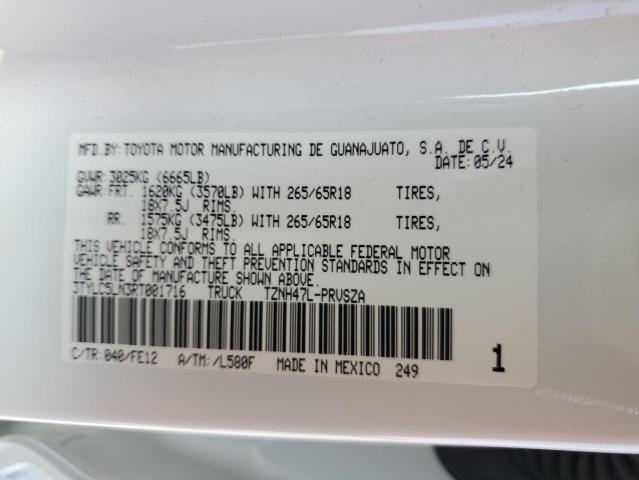 MFD.BY:TOYOTA MOTOR MANUFACTURING DE GUANAJUATO, S.A. DE C.V.
DATE:05/24
GVWR:3025KG (6665LB)
GAWR:FRT. 1620KG (3570LB) WITH 265/65R18 TIRES,
18X7.5J RIMS.
RR. 1575KG (3475LB) WITH 265/65R18 TIRES,
18X7.5J RIMS.
THIS VEHICLE CONFORMS TO ALL APPLICABLE FEDERAL MOTOR
VEHICLE SAFETY AND THEFT PREVENTION STANDARDS IN EFFECT ON
THE DATE OF MANUFACTURE SHOWN ABOVE.
3TYLC5LN3RT001716 TRUCK TZNH47L-PRVSZA
C/TR:040/FE12 A/TM:/L580F MADE IN MEXICO 249 1